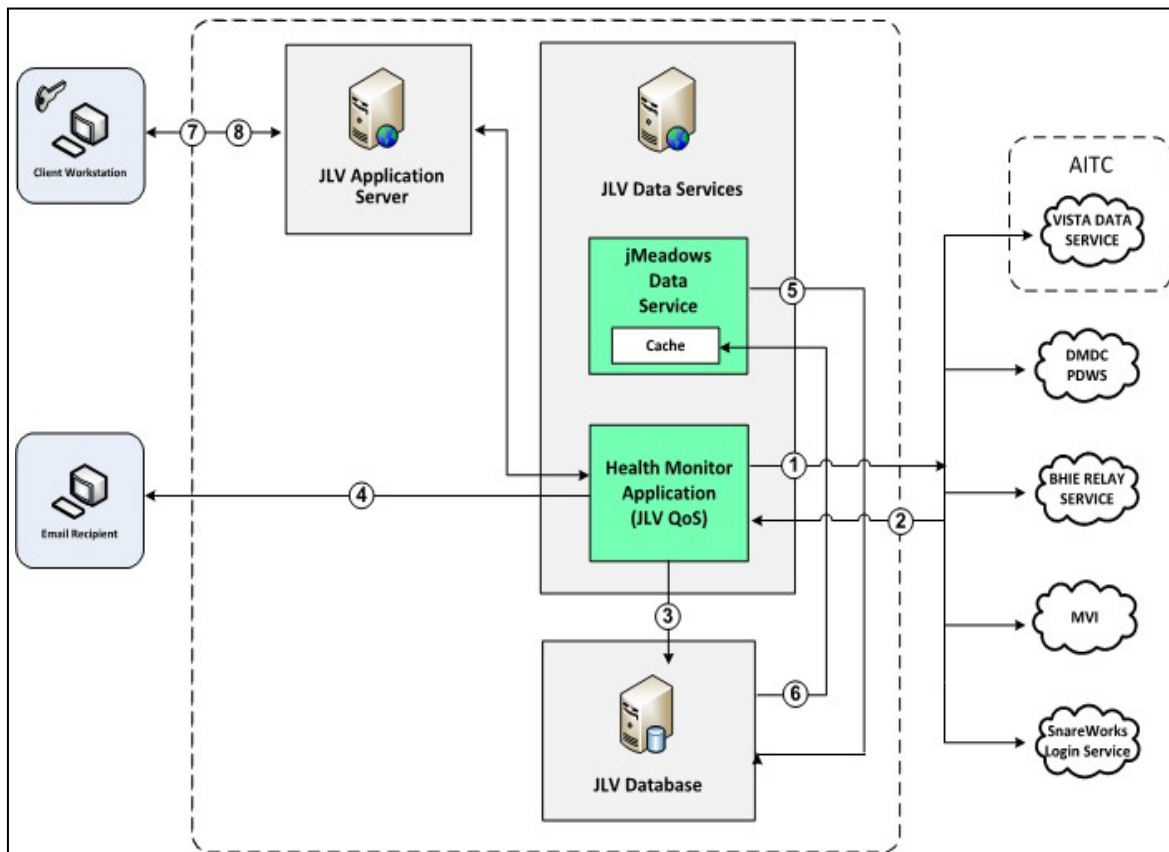 Client Workstation
7
8
JLV Application
Server
JLV Data Services
jMeadows
Data
Service
Cache
5
AITC
VISTA DATA
SERVICE
DMDC
PDWS
Health Monitor
Application
(JLV QoS)
1
2
BHIE RELAY
SERVICE
Email Recipient
4
3
MVI
6
JLV Database
SnareWorks
Login Service